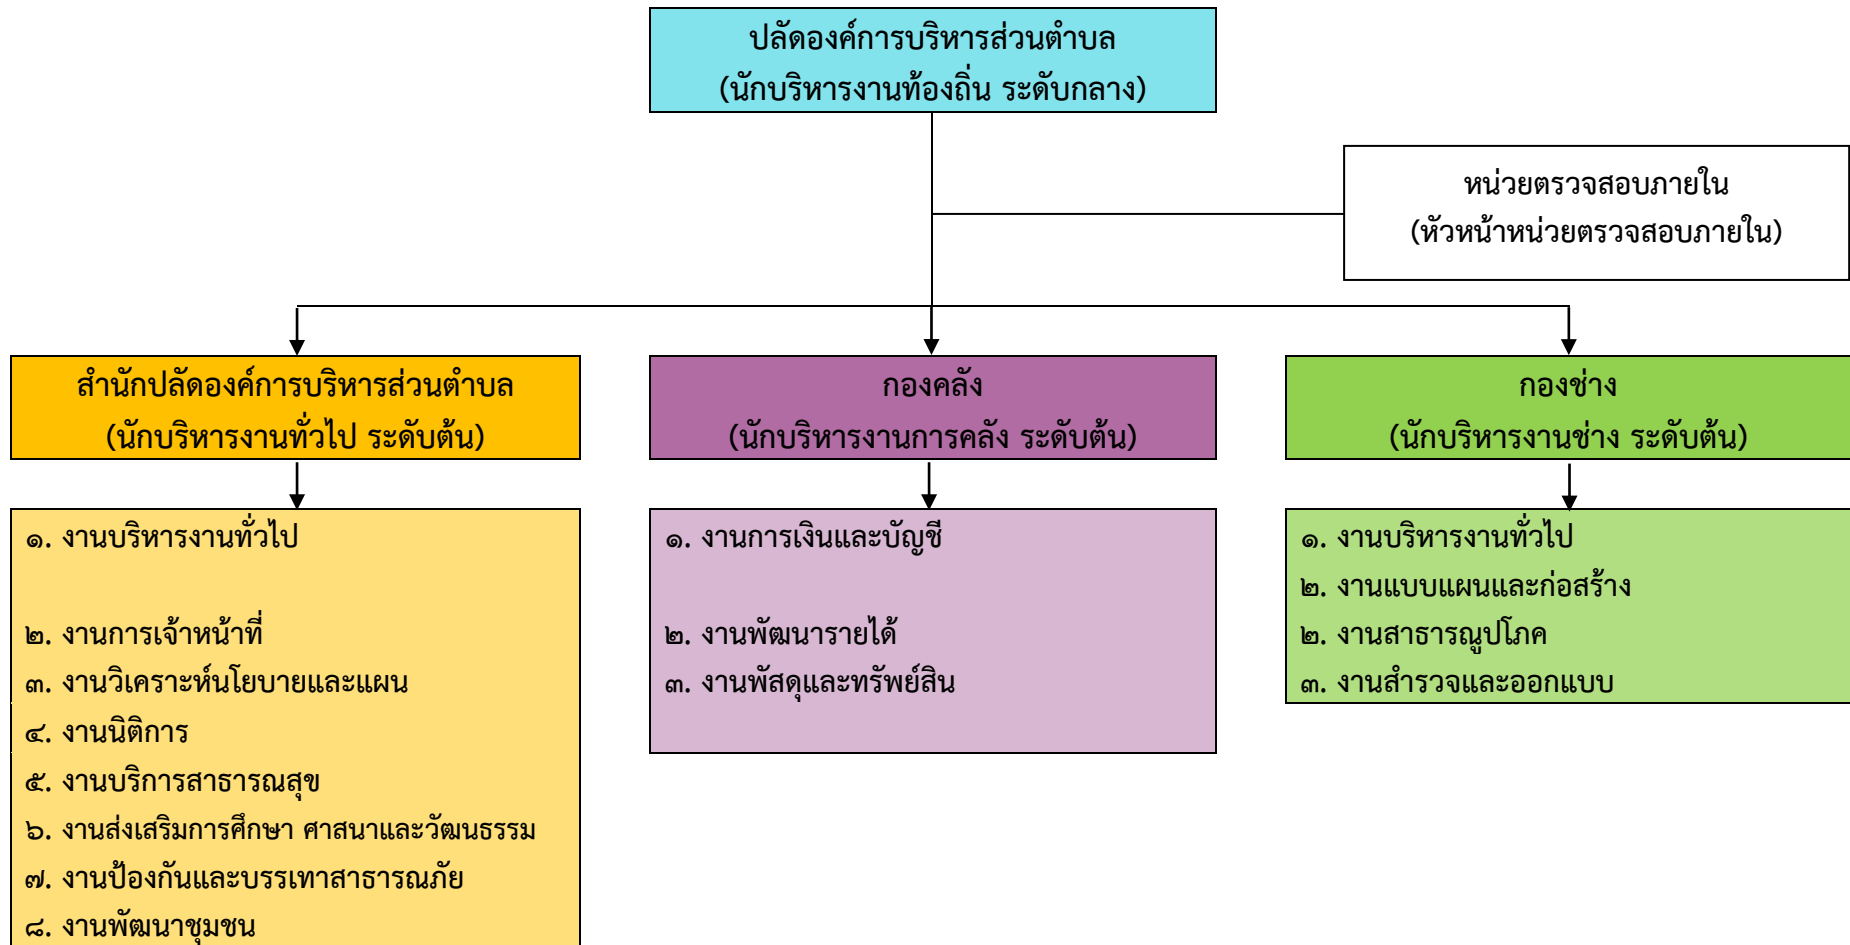 ปลัดองค์การบริหารส่วนตำบล
(นักบริหารงานท้องถิ่น ระดับกลาง)
หน่วยตรวจสอบภายใน
(หัวหน้าหน่วยตรวจสอบภายใน)
สำนักปลัดองค์การบริหารส่วนตำบล
(นักบริหารงานทั่วไป ระดับต้น)
กองคลัง
(นักบริหารงานการคลัง ระดับต้น)
กองช่าง
(นักบริหารงานช่าง ระดับต้น)
๑. งานบริหารงานทั่วไป
๒. งานการเจ้าหน้าที่
๓. งานวิเคราะห์นโยบายและแผน
๔. งานนิติการ
๕. งานบริการสาธารณสุข
๖. งานส่งเสริมการศึกษา ศาสนาและวัฒนธรรม
๗. งานป้องกันและบรรเทาสาธารณภัย
๘. งานพัฒนาชุมชน
๑. งานการเงินและบัญชี
๒. งานพัฒนารายได้
๓. งานพัสดุและทรัพย์สิน
๑. งานบริหารงานทั่วไป
๒. งานแบบแผนและก่อสร้าง
๒. งานสาธารณูปโภค
๓. งานสำรวจและออกแบบ